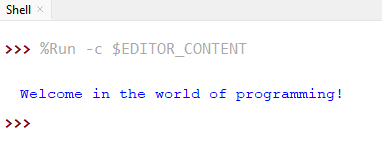 Shell ×
>>> %Run -c $EDITOR_CONTENT
Welcome in the world of programming!
>>>